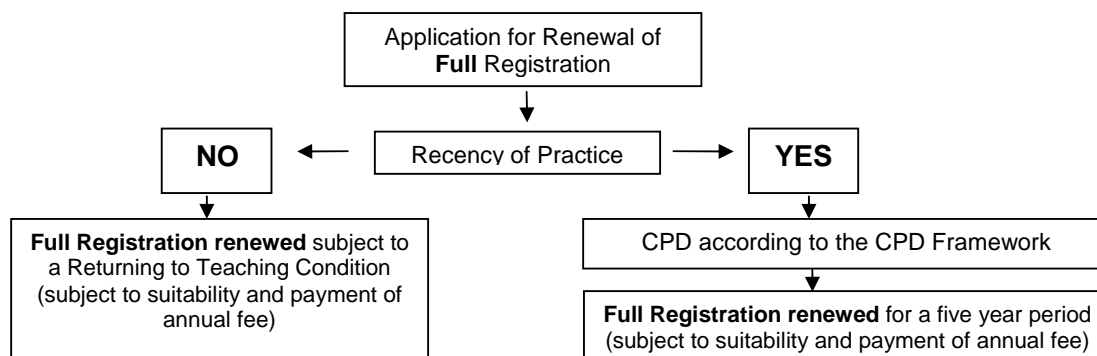 Application for Renewal of
Full Registration
NO
Recency of Practice
YES
Full Registration renewed subject to
a Returning to Teaching Condition
(subject to suitability and payment of
annual fee)
CPD according to the CPD Framework
Full Registration renewed for a five year period
(subject to suitability and payment of annual fee)